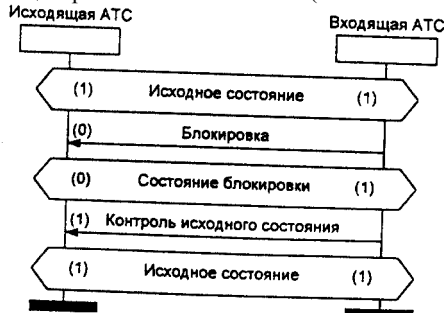 Исходящая АТС
Входящая АТС
(1) Исходное состояние (1)
(0) Блокировка
(0) Состояние блокировки (1)
(1) Контроль исходного состояния
(1) Исходное состояние (1)